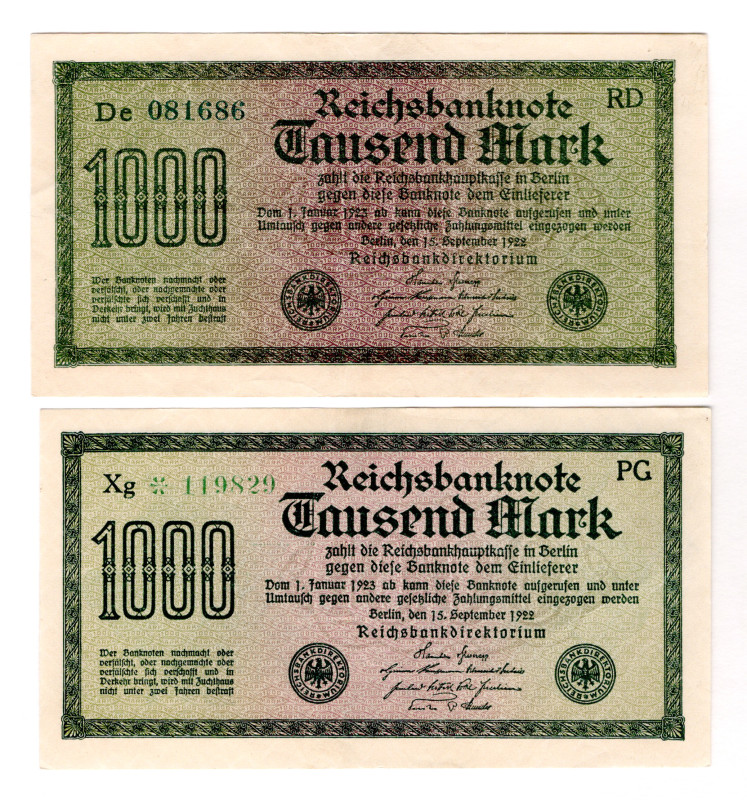 De 081686
RD
Reichsbanknote
Tausend Mark
1000
zahlt die Reichsbankhauptkasse in Berlin
gegen diese Banknote dem Einlieferer
Vom 1. Januar 1923 ab kann diese Banknote aufgerufen und unter
Umtausch gegen andere gesetzliche Zahlungsmittel eingezogen werden
Berlin, den 15. September 1922
Reichsbankdirektorium
Wer Banknoten nachmacht oder
verfälscht, oder nachgemachte oder
verfälschte sich verschafft und in
Verkehr bringt, wird mit Zuchthaus
nicht unter zwei Jahren bestraft
REICHSBANKDIREKTORIUM
REICHSBANKDIREKTORIUM
Xg * 119829
PG
Reichsbanknote
Tausend Mark
1000
zahlt die Reichsbankhauptkasse in Berlin
gegen diese Banknote dem Einlieferer
Vom 1. Januar 1923 ab kann diese Banknote aufgerufen und unter
Umtausch gegen andere gesetzliche Zahlungsmittel eingezogen werden
Berlin, den 15. September 1922
Reichsbankdirektorium
Wer Banknoten nachmacht oder
verfälscht, oder nachgemachte oder
verfälschte sich verschafft und in
Verkehr bringt, wird mit Zuchthaus
nicht unter zwei Jahren bestraft
REICHSBANKDIREKTORIUM
REICHSBANKDIREKTORIUM